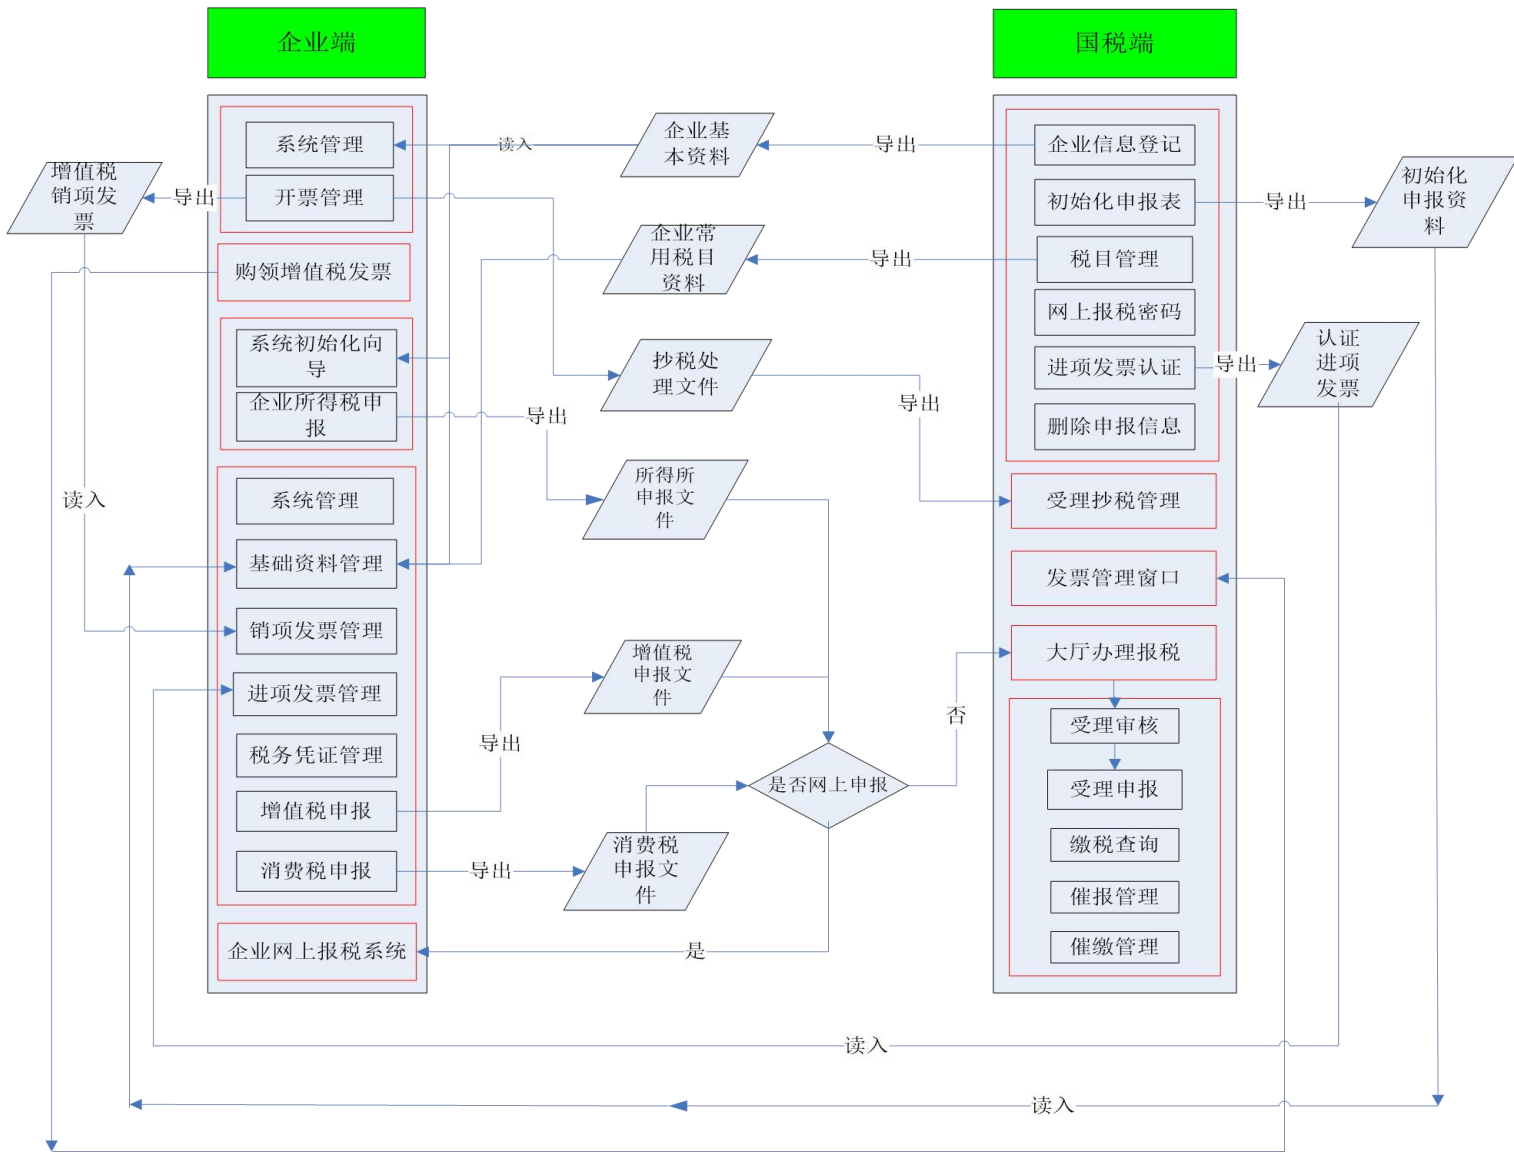 企业端
国税端
系统管理
读入
企业基
本资料
导出
企业信息登记
增值税
销项发
票
导出
开票管理
初始化申报表
导出
初始化
申报资
料
购领增值税发票
企业常
用税目
资料
导出
税目管理
网上报税密码
系统初始化向
导
抄税处
理文件
导出
进项发票认证
导出
认证
进项
发票
企业所得税申
报
导出
删除申报信息
读入
系统管理
所得所
申报文
件
受理抄税管理
基础资料管理
发票管理窗口
销项发票管理
增值税
申报文
件
大厅办理报税
进项发票管理
否
受理审核
税务凭证管理
导出
是否网上申报
受理申报
增值税申报
消费税
申报文
件
缴税查询
消费税申报
导出
催报管理
企业网上报税系统
是
催缴管理
读入
读入